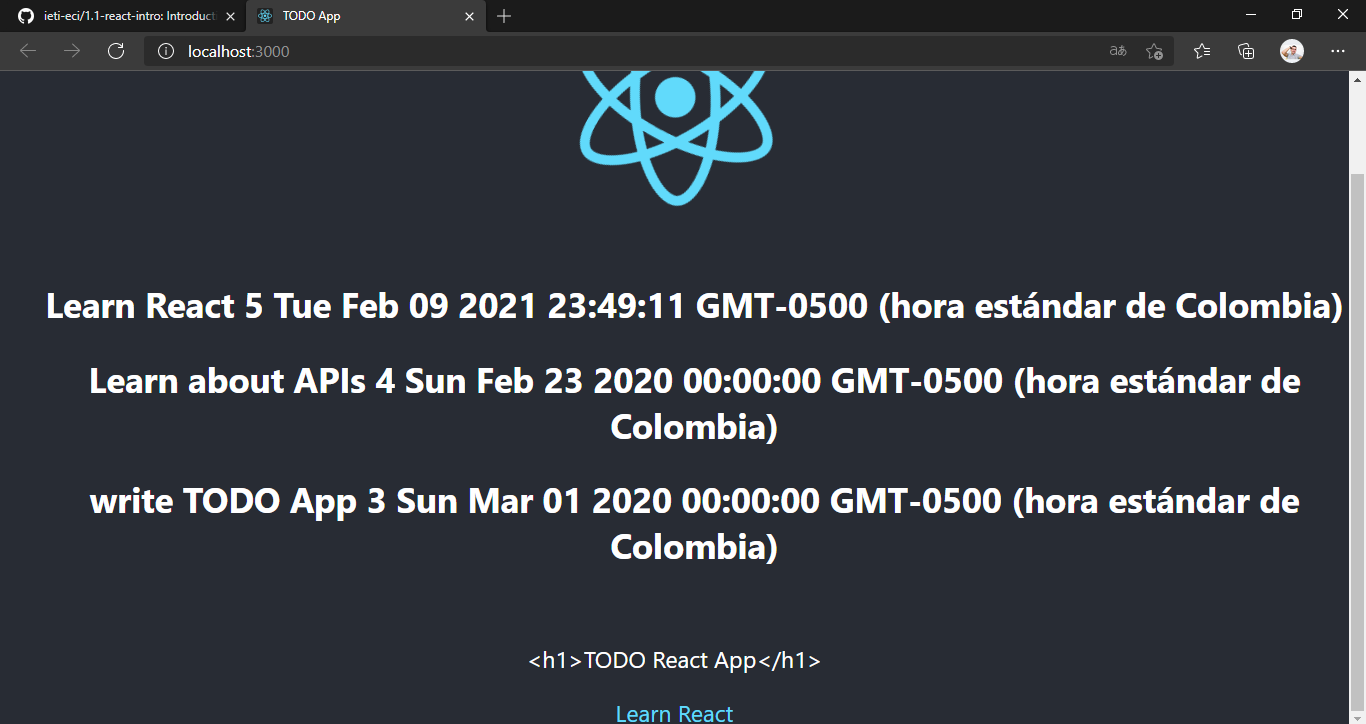 ieti-eci/1.1-react-intro: Introducti
TODO App
localhost:3000
aあ
Learn React 5 Tue Feb 09 2021 23:49:11 GMT-0500 (hora estándar de Colombia)
Learn about APIs 4 Sun Feb 23 2020 00:00:00 GMT-0500 (hora estándar de
Colombia)
write TODO App 3 Sun Mar 01 2020 00:00:00 GMT-0500 (hora estándar de
Colombia)
<h1>TODO React App</h1>
Learn React